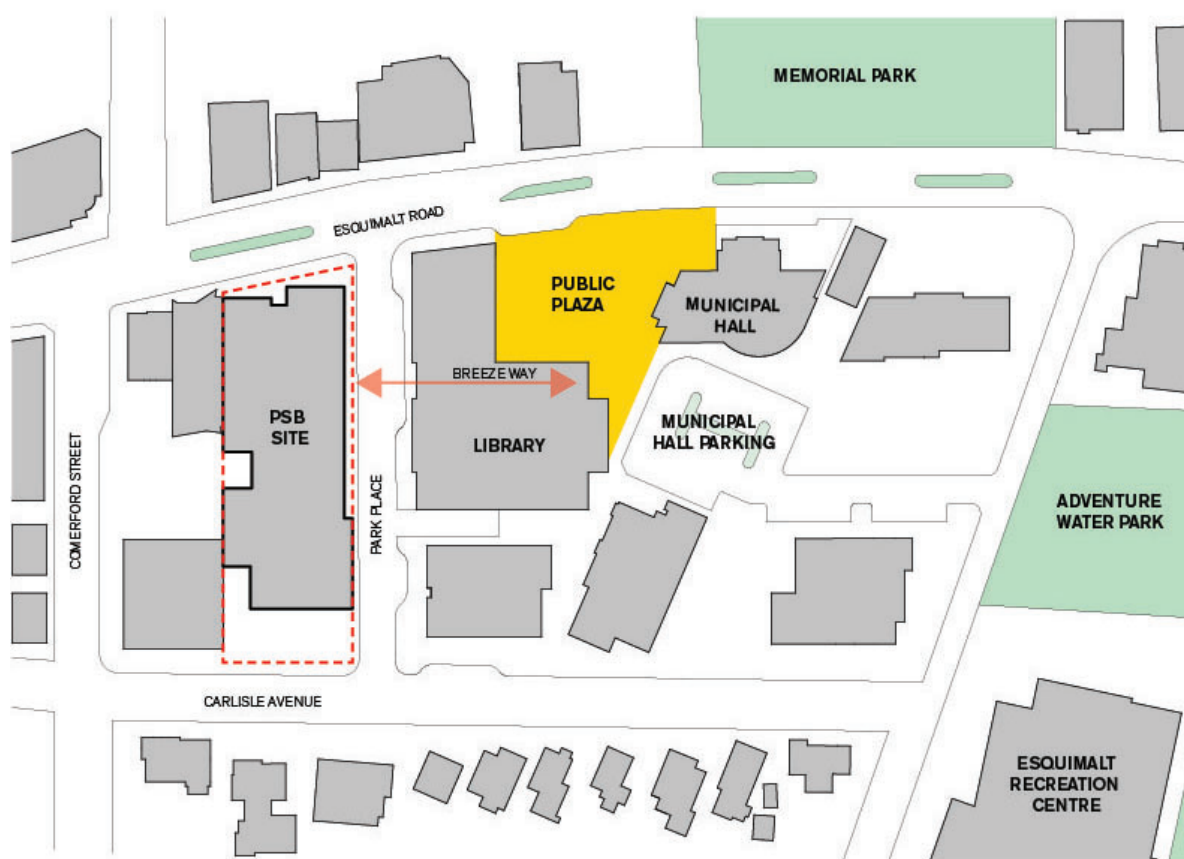 MEMORIAL PARK
ESQUIMALT ROAD
PUBLIC
PLAZA
MUNICIPAL
HALL
BREEZEWAY
PSB
SITE
LIBRARY
MUNICIPAL
HALL PARKING
COMERFORD STREET
PARK PLACE
ADVENTURE
WATER PARK
CARLISLE AVENUE
ESQUIMALT
RECREATION
CENTRE